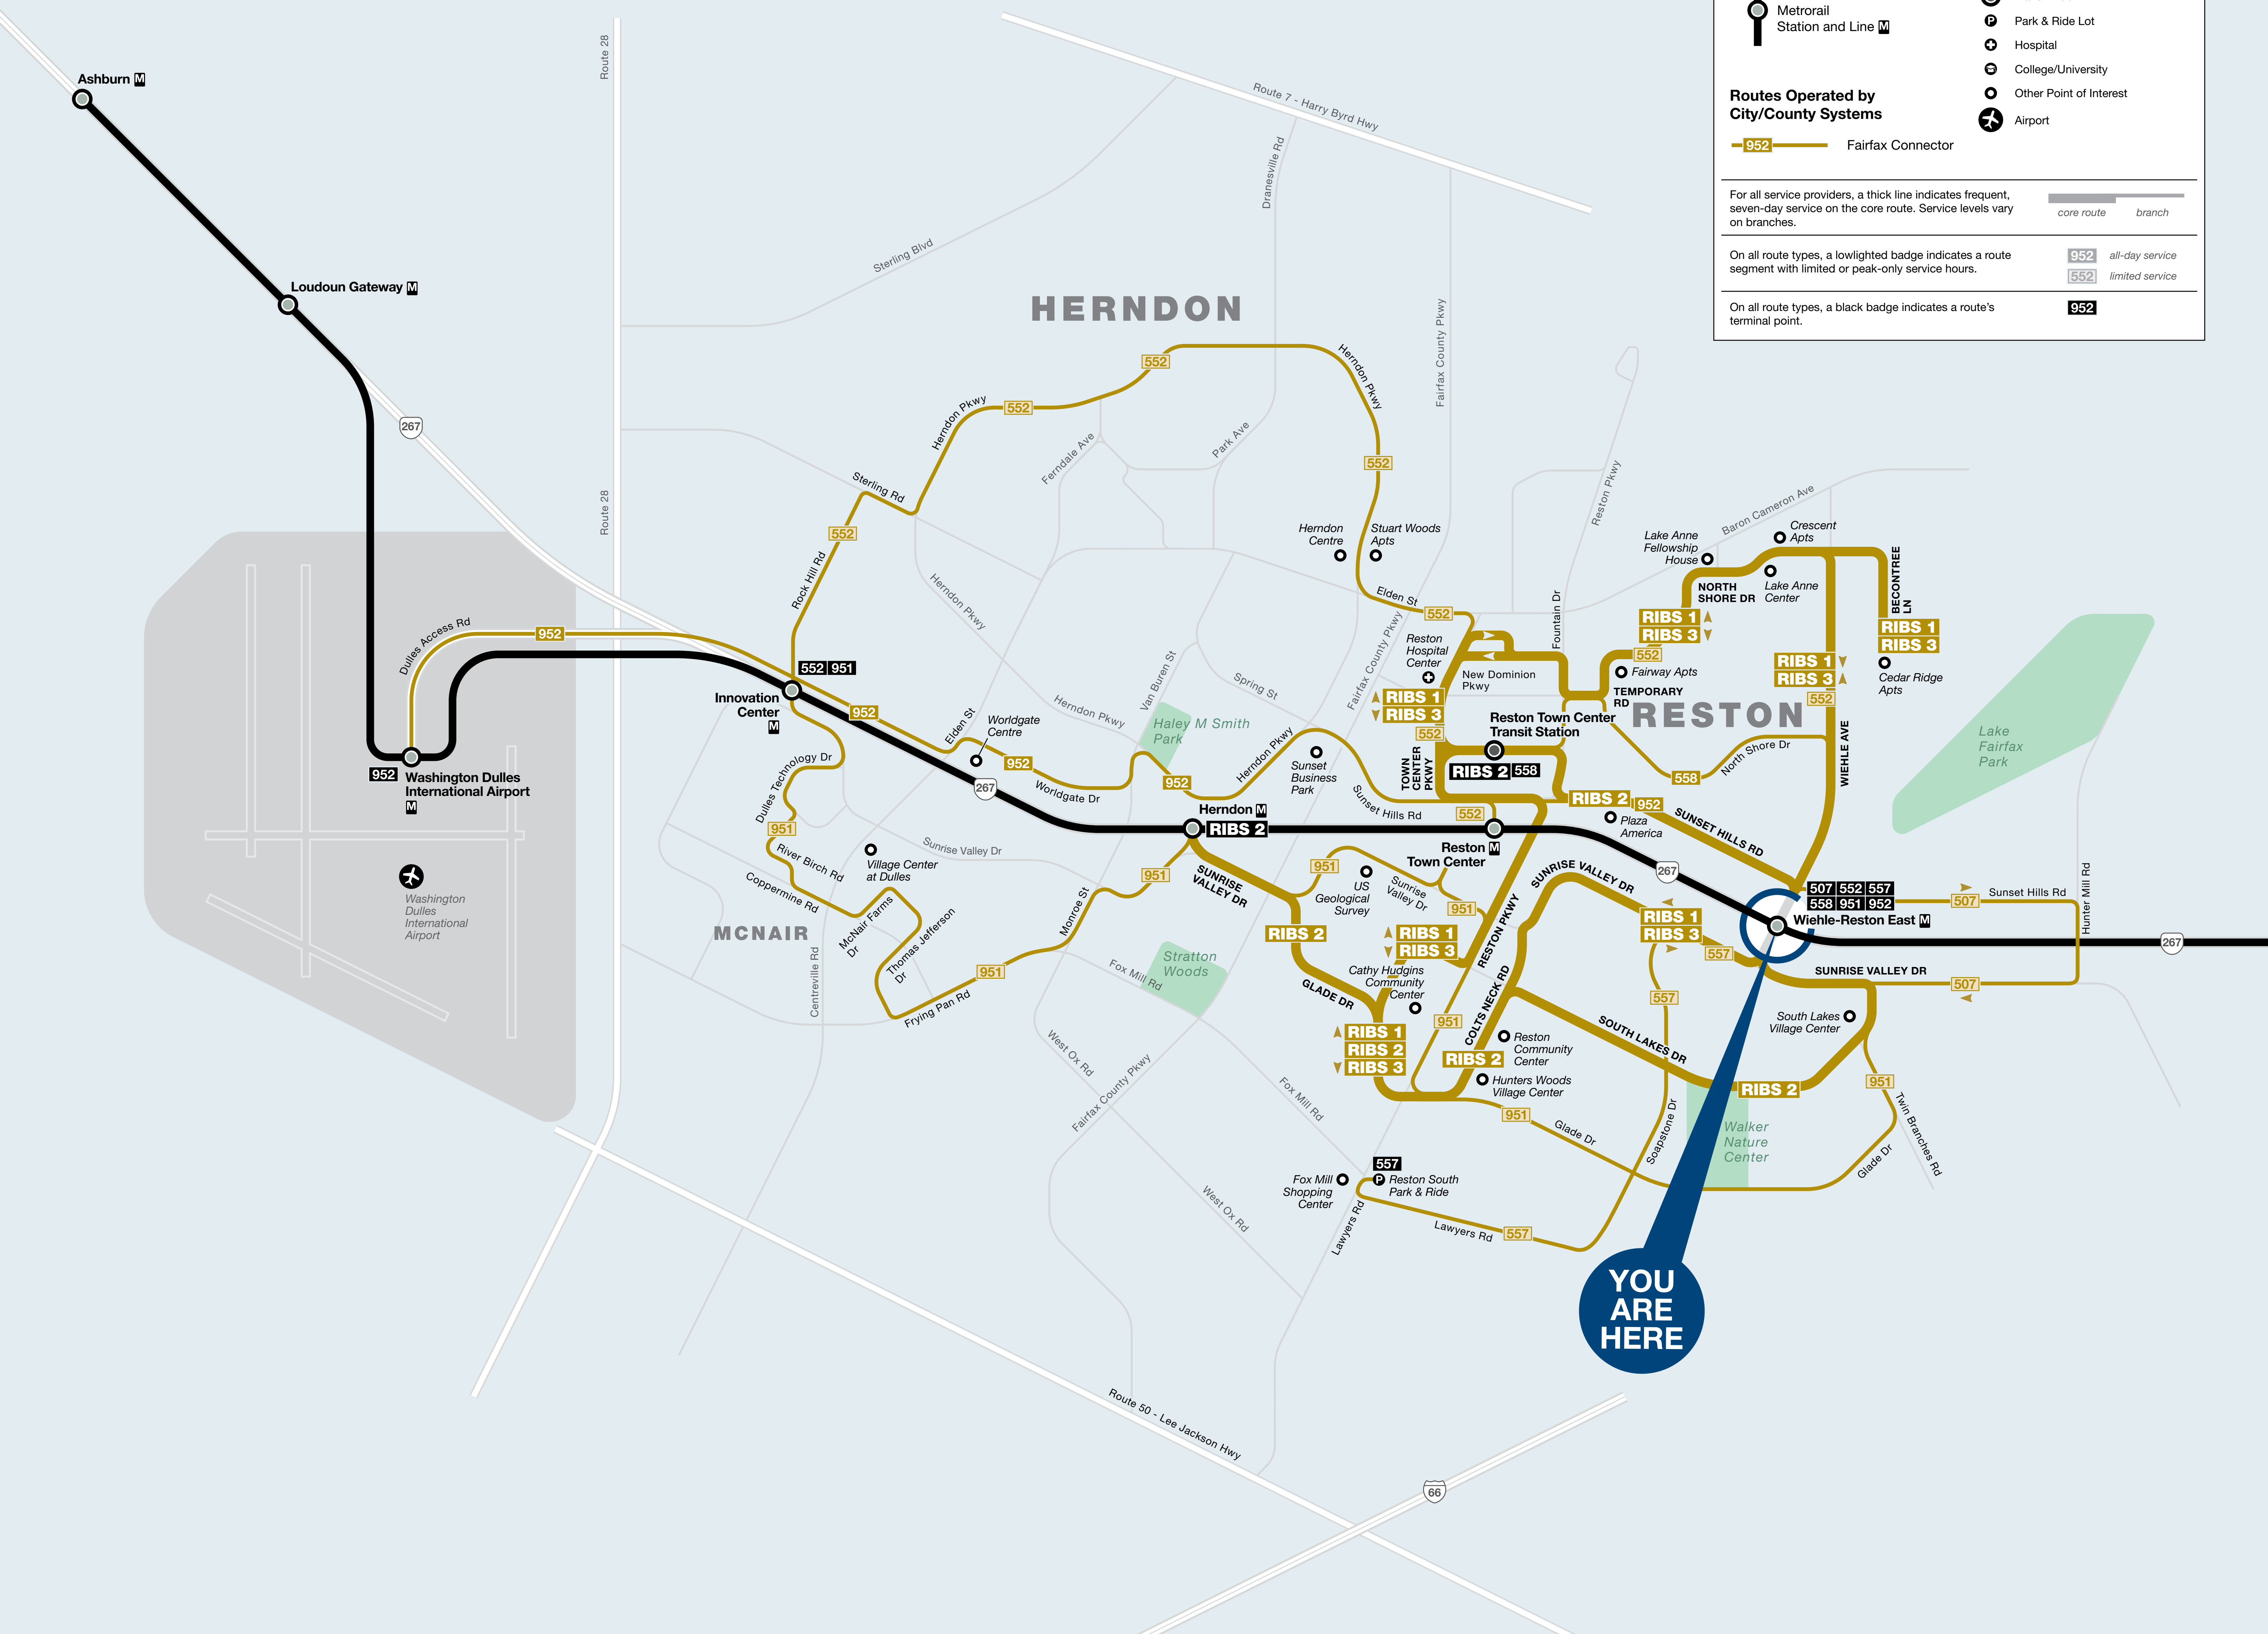 Metrorail
Station and Line M
Park & Ride Lot
Hospital
College/University
Other Point of Interest
Airport
Routes Operated by
City/County Systems
952
Fairfax Connector
For all service providers, a thick line indicates frequent,
seven-day service on the core route. Service levels vary
on branches.
core route
branch
On all route types, a lowlighted badge indicates a route
segment with limited or peak-only service hours.
952
all-day service
552
limited service
On all route types, a black badge indicates a route's
terminal point.
952
Ashburn M
Loudoun Gateway M
267
Route 28
Route 28
Route 7 - Harry Byrd Hwy
Dranesville Rd
Sterling Blvd
HERNDON
Fairfax County Pkwy
552
Herndon Pkwy
Herndon Pkwy
552
Ferndale Ave
Park Ave
552
Sterling Rd
552
Rock Hill Rd
Herndon Pkwy
Herndon
Centre
Stuart Woods
Apts
Elden St
552
Reston Pkwy
Baron Cameron Ave
Lake Anne
Fellowship
House
Crescent
Apts
NORTH
SHORE DR
Lake Anne
Center
BECONTREE
LN
RIBS 1
RIBS 3
RIBS 1
RIBS 3
Cedar Ridge
Apts
Fountain Dr
552
Fairway Apts
TEMPORARY
RD
RIBS 1
RIBS 3
552
RESTON
Lake
Fairfax
Park
Dulles Access Rd
952
552 951
Innovation
Center
M
952
Elden St
Worldgate
Centre
952
Worldgate Dr
Van Buren St
Spring St
Herndon Pkwy
Haley M Smith
Park
952
Herndon Pkwy
Sunset
Business
Park
Fairfax County Pkwy
Reston
Hospital
Center
New Dominion
Pkwy
RIBS 1
RIBS 3
552
Reston Town Center
Transit Station
RIBS 2 558
TOWN
CENTER
PKWY
558
North Shore Dr
WIEHLE AVE
952
Washington Dulles
International Airport
M
Washington
Dulles
International
Airport
267
Dulles Technology Dr
951
River Birch Rd
Coppermine Rd
Village Center
at Dulles
Sunrise Valley Dr
Herndon M
RIBS 2
Sunset Hills Rd
552
RIBS 2
952
Plaza
America
SUNSET HILLS RD
Reston M
Town Center
267
SUNRISE
VALLEY DR
951
951
US
Geological
Survey
Sunrise
Valley Dr
951
SUNRISE VALLEY DR
RESTON PKWY
507 552 557
558 951 952
Wiehle-Reston East M
507
Sunset Hills Rd
Hunter Mill Rd
267
RIBS 1
RIBS 3
557
SUNRISE VALLEY DR
507
MCNAIR
McNair Farms
Dr
Thomas Jefferson
Dr
Centreville Rd
Frying Pan Rd
951
Monroe St
Fox Mill Rd
Stratton
Woods
RIBS 2
RIBS 1
RIBS 3
Cathy Hudgins
Community
Center
GLADE DR
RIBS 1
RIBS 2
RIBS 3
951
COLTS NECK RD
RIBS 2
Reston
Community
Center
Hunters Woods
Village Center
557
SOUTH LAKES DR
South Lakes
Village Center
RIBS 2
951
Twin Branches Rd
951
Glade Dr
Soapstone Dr
Walker
Nature
Center
Glade Dr
West Ox Rd
Fairfax County Pkwy
Fox Mill Rd
557
Fox Mill
Shopping
Center
P
Reston South
Park & Ride
West Ox Rd
Lawyers Rd
Lawyers Rd
557
YOU
ARE
HERE
Route 50 - Lee Jackson Hwy
66